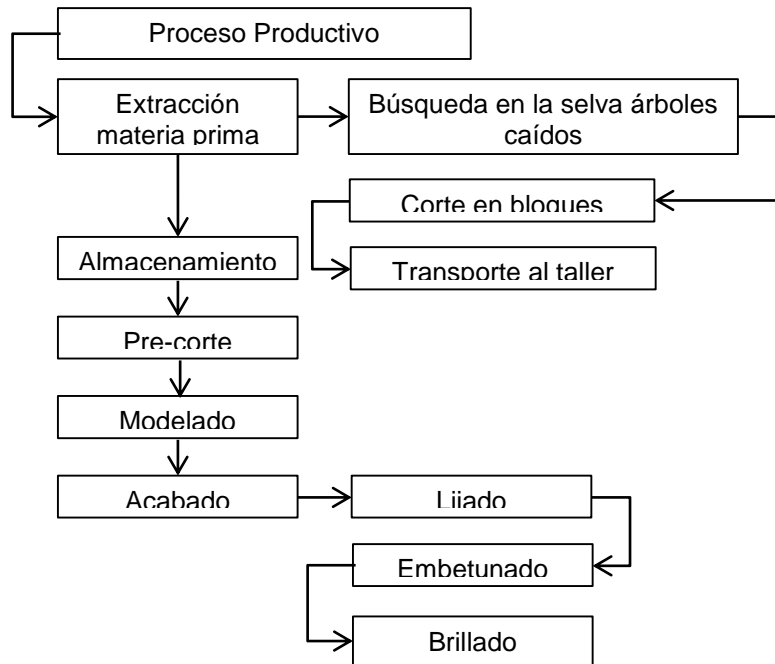 Proceso Productivo
Extracción
materia prima
Búsqueda en la selva árboles
caídos
Corte en bloques
Transporte al taller
Almacenamiento
Pre-corte
Modelado
Acabado
Lijado
Embetunado
Brillado